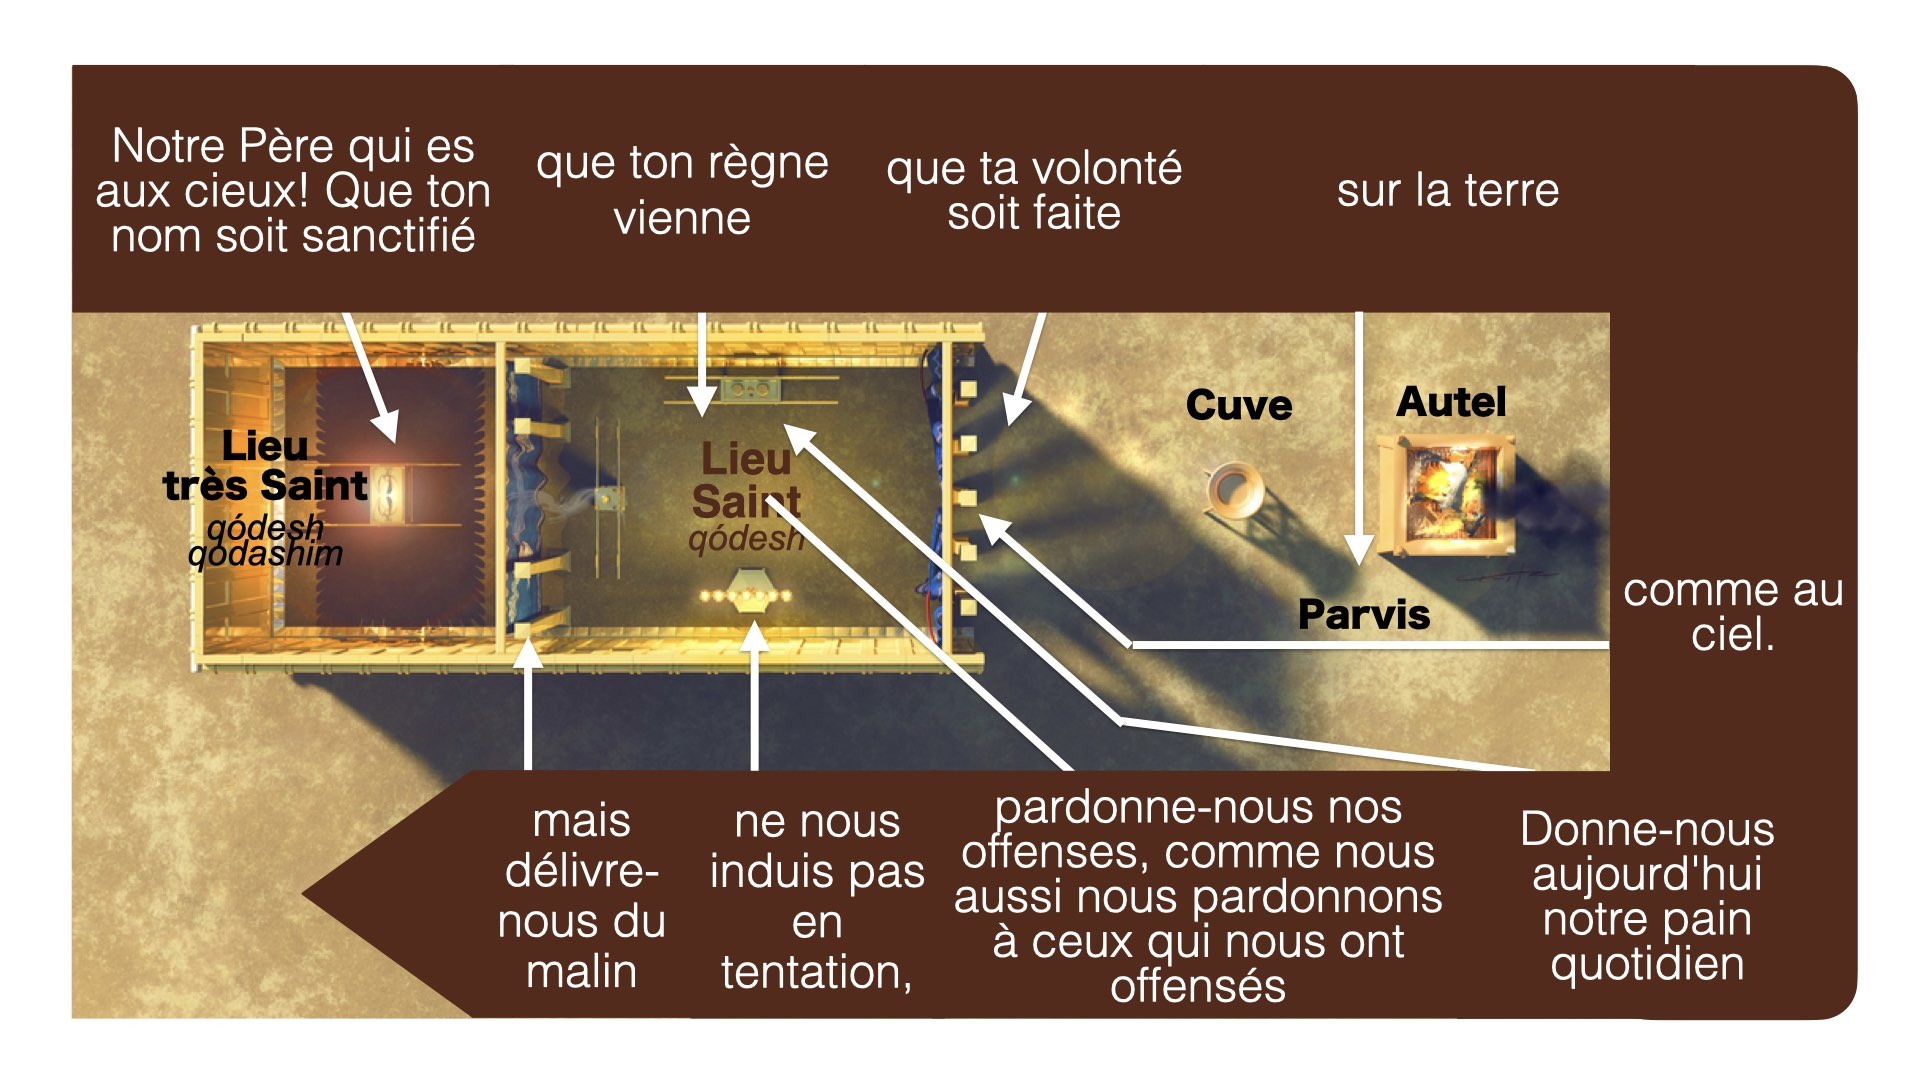 Notre Père qui es
aux cieux! Que ton
nom soit sanctifié
que ton règne
vienne
que ta volonté
soit faite
sur la terre
Lieu
très Saint
qódesh
qodashim
Lieu
Saint
qódesh
Cuve
Autel
Parvis
comme au
ciel.
mais
délivre-
nous du
malin
ne nous
induis pas
en
tentation,
pardonne-nous nos
offenses, comme nous
aussi nous pardonnons
à ceux qui nous ont
offensés
Donne-nous
aujourd'hui
notre pain
quotidien